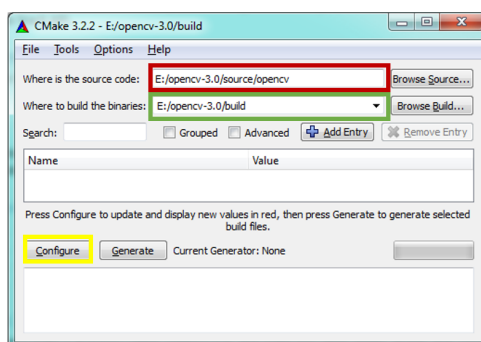 CMake 3.2.2 - E:/opencv-3.0/build
File Tools Options Help
Where is the source code: E:/opencv-3.0/source/opencv Browse Source...
Where to build the binaries: E:/opencv-3.0/build Browse Build...
Search: Grouped Advanced Add Entry Remove Entry
Name Value
Press Configure to update and display new values in red, then press Generate to generate selected
build files.
Configure Generate Current Generator: None